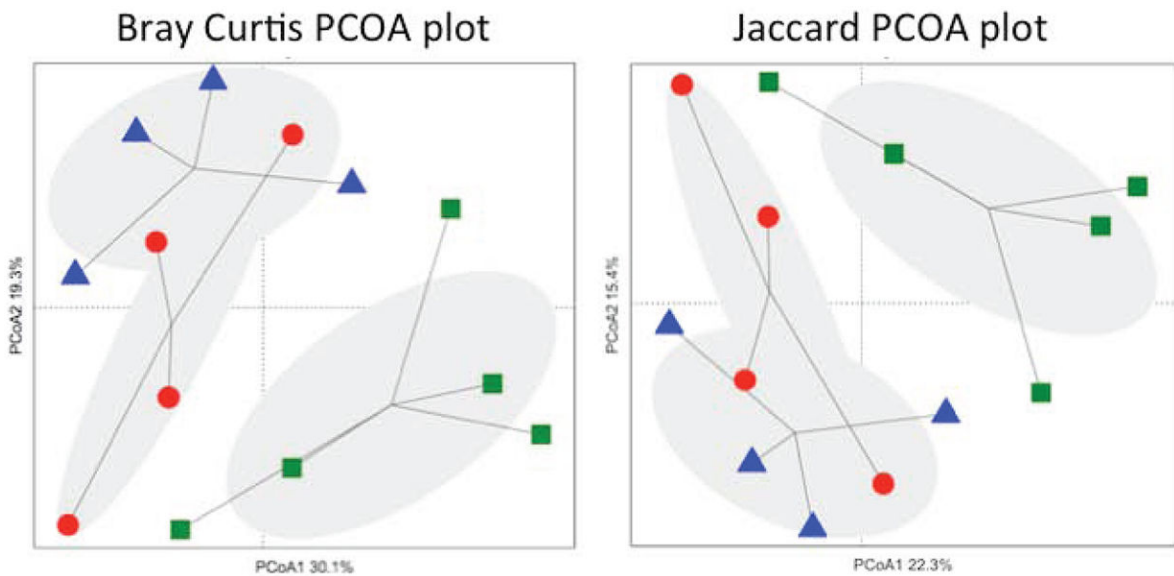 Bray Curtis PCOA plot
PCoA2 19.3%
PCoA1 30.1%
Jaccard PCOA plot
PCoA2 15.4%
PCoA1 22.3%